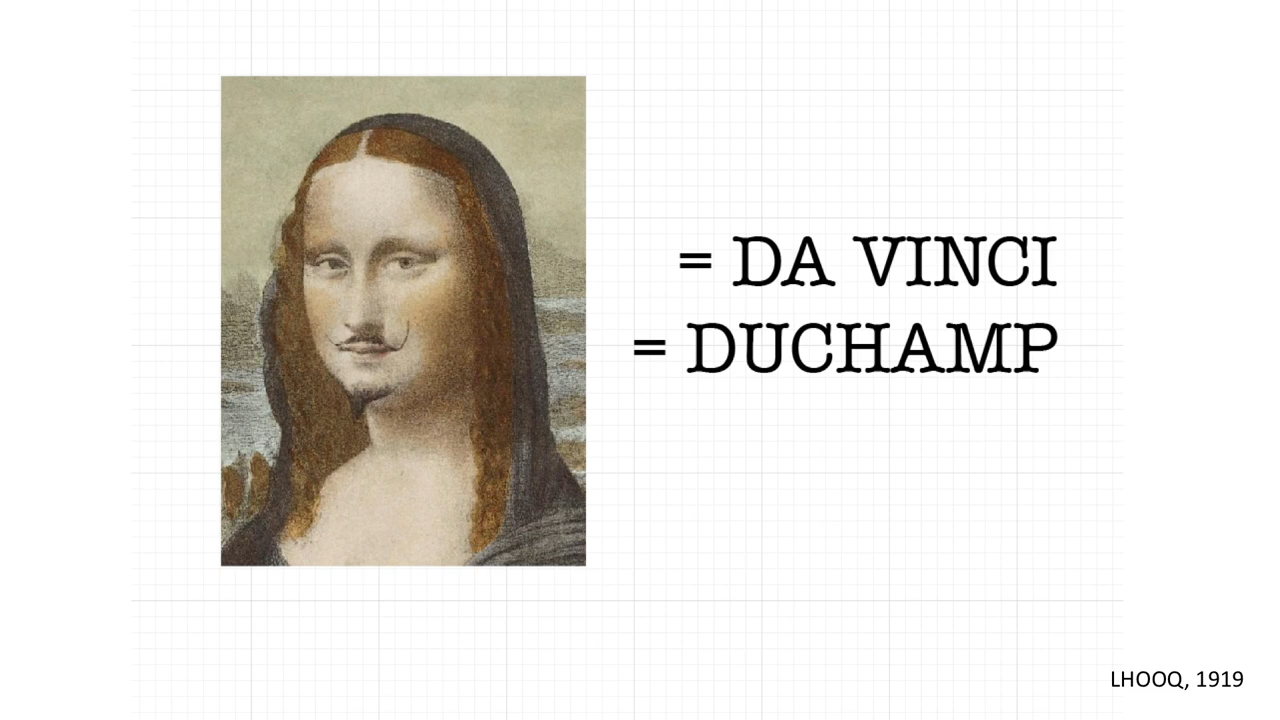 = DA VINCI
= DUCHAMP
LHOOQ, 1919